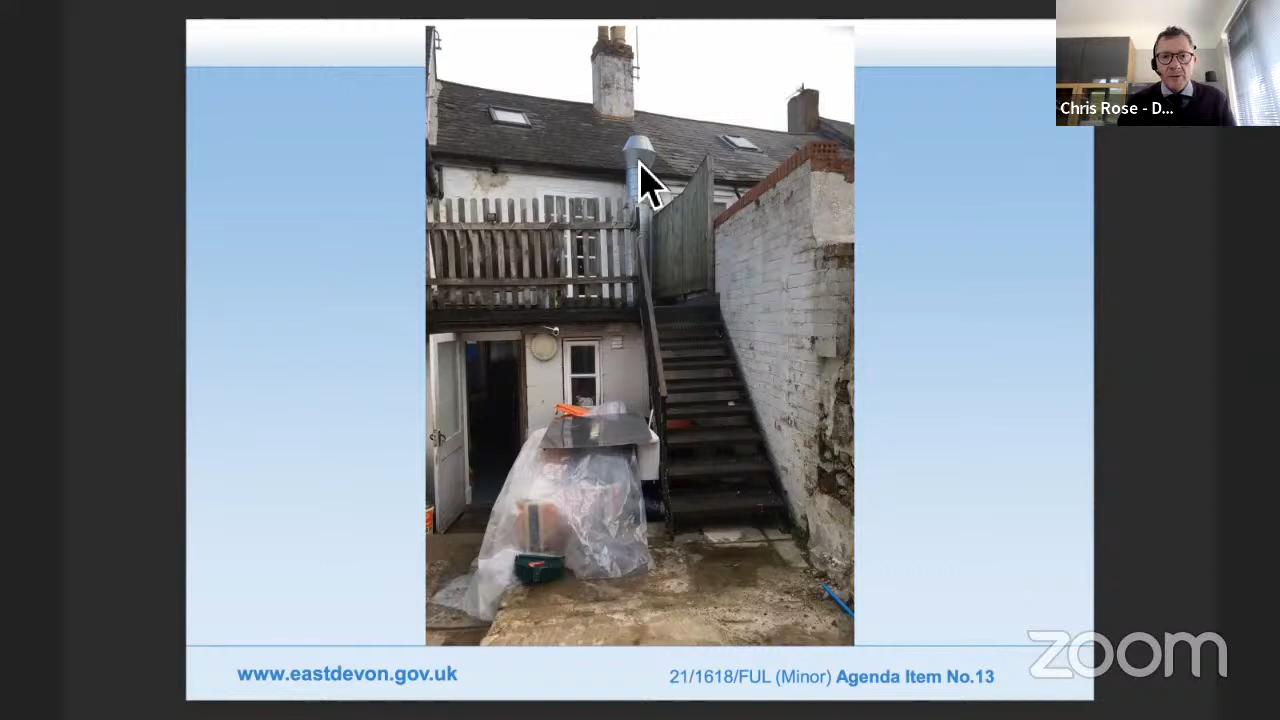 Chris Rose - D...
www.eastdevon.gov.uk
21/1618/FUL (Minor) Agenda Item No.13
zoom